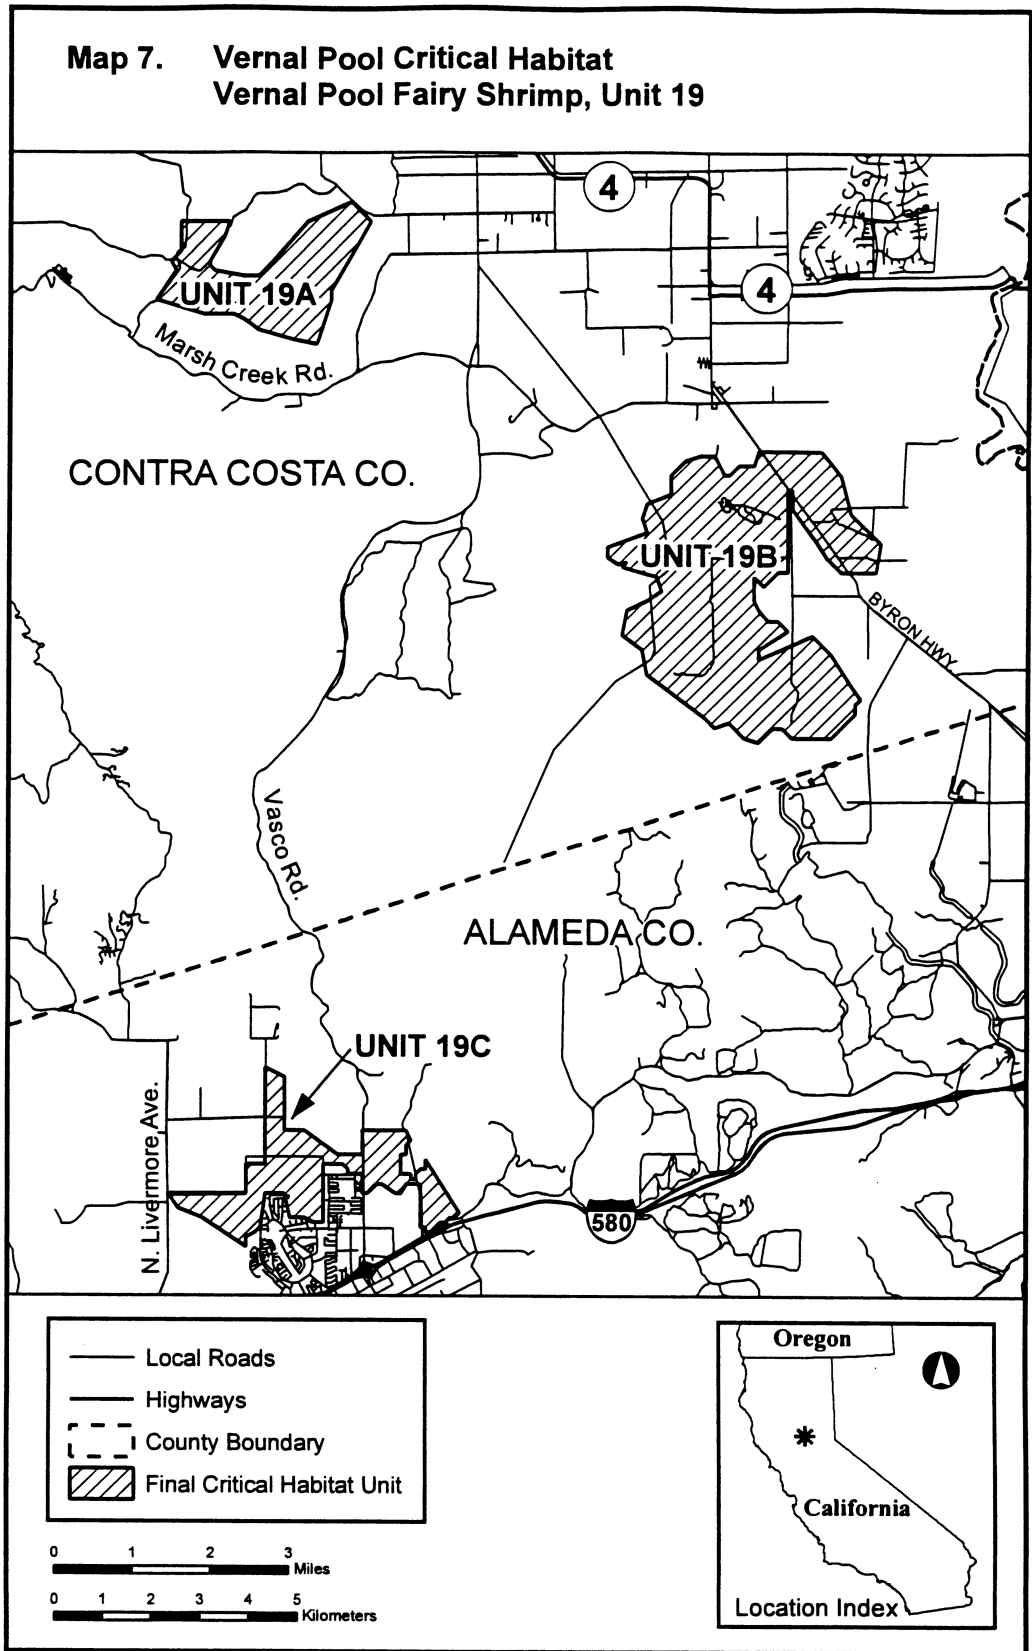 Map 7. Vernal Pool Critical Habitat
Vernal Pool Fairy Shrimp, Unit 19
4
4
UNIT 19A
Marsh Creek Rd.
CONTRA COSTA CO.
UNIT 19B
BYRON HWY
Vasco Rd.
ALAMEDA CO.
UNIT 19C
N. Livermore Ave.
580
Local Roads
Highways
County Boundary
Final Critical Habitat Unit
0 1 2 3
Miles
0 1 2 3 4 5
Kilometers
Oregon
California
Location Index